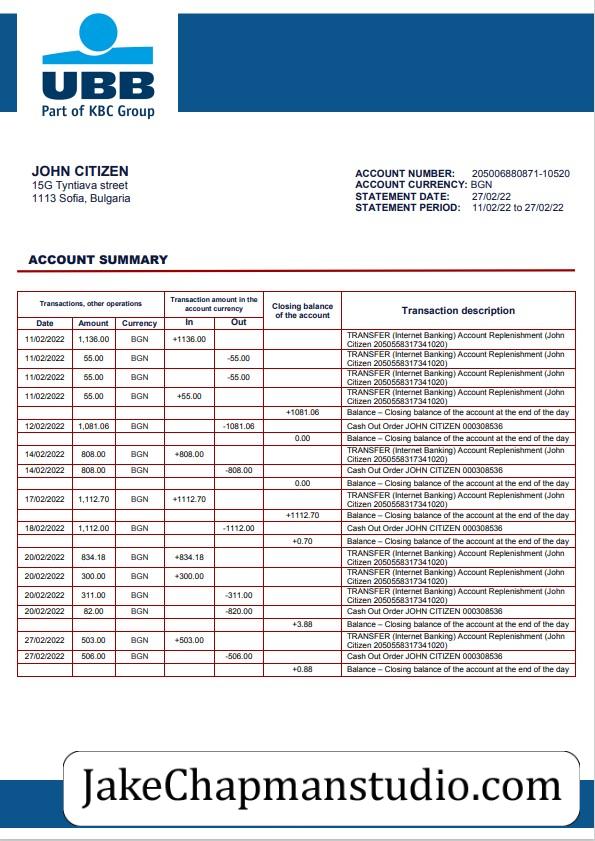 UBB
Part of KBC Group
JOHN CITIZEN
15G Tyntiava street
1113 Sofia, Bulgaria
ACCOUNT NUMBER: 205006880871-10520
ACCOUNT CURRENCY: BGN
STATEMENT DATE: 27/02/22
STATEMENT PERIOD: 11/02/22 to 27/02/22
ACCOUNT SUMMARY
Transactions, other operations
Transaction amount in the
account currency
Closing balance
of the account
Transaction description
Date Amount Currency In Out
11/02/2022 1,136.00 BGN +1136.00 TRANSFER (Internet Banking) Account Replenishment (John
Citizen 2050558317341020)
11/02/2022 55.00 BGN -55.00 TRANSFER (Internet Banking) Account Replenishment (John
Citizen 2050558317341020)
11/02/2022 55.00 BGN -55.00 TRANSFER (Internet Banking) Account Replenishment (John
Citizen 2050558317341020)
11/02/2022 55.00 BGN +55.00 TRANSFER (Internet Banking) Account Replenishment (John
Citizen 2050558317341020)
+1081.06 Balance – Closing balance of the account at the end of the day
12/02/2022 1,081.06 BGN -1081.06 Cash Out Order JOHN CITIZEN 000308536
0.00 Balance – Closing balance of the account at the end of the day
14/02/2022 808.00 BGN +808.00 TRANSFER (Internet Banking) Account Replenishment (John
Citizen 2050558317341020)
14/02/2022 808.00 BGN -808.00 Cash Out Order JOHN CITIZEN 000308536
0.00 Balance – Closing balance of the account at the end of the day
17/02/2022 1,112.70 BGN +1112.70 TRANSFER (Internet Banking) Account Replenishment (John
Citizen 2050558317341020)
+1112.70 Balance – Closing balance of the account at the end of the day
18/02/2022 1,112.00 BGN -1112.00 Cash Out Order JOHN CITIZEN 000308536
+0.70 Balance – Closing balance of the account at the end of the day
20/02/2022 834.18 BGN +834.18 TRANSFER (Internet Banking) Account Replenishment (John
Citizen 2050558317341020)
20/02/2022 300.00 BGN +300.00 TRANSFER (Internet Banking) Account Replenishment (John
Citizen 2050558317341020)
20/02/2022 311.00 BGN -311.00 TRANSFER (Internet Banking) Account Replenishment (John
Citizen 2050558317341020)
20/02/2022 82.00 BGN -820.00 Cash Out Order JOHN CITIZEN 000308536
+3.88 Balance – Closing balance of the account at the end of the day
27/02/2022 503.00 BGN +503.00 TRANSFER (Internet Banking) Account Replenishment (John
Citizen 2050558317341020)
27/02/2022 506.00 BGN -506.00 Cash Out Order JOHN CITIZEN 000308536
+0.88 Balance – Closing balance of the account at the end of the day
JakeChapmanstudio.com